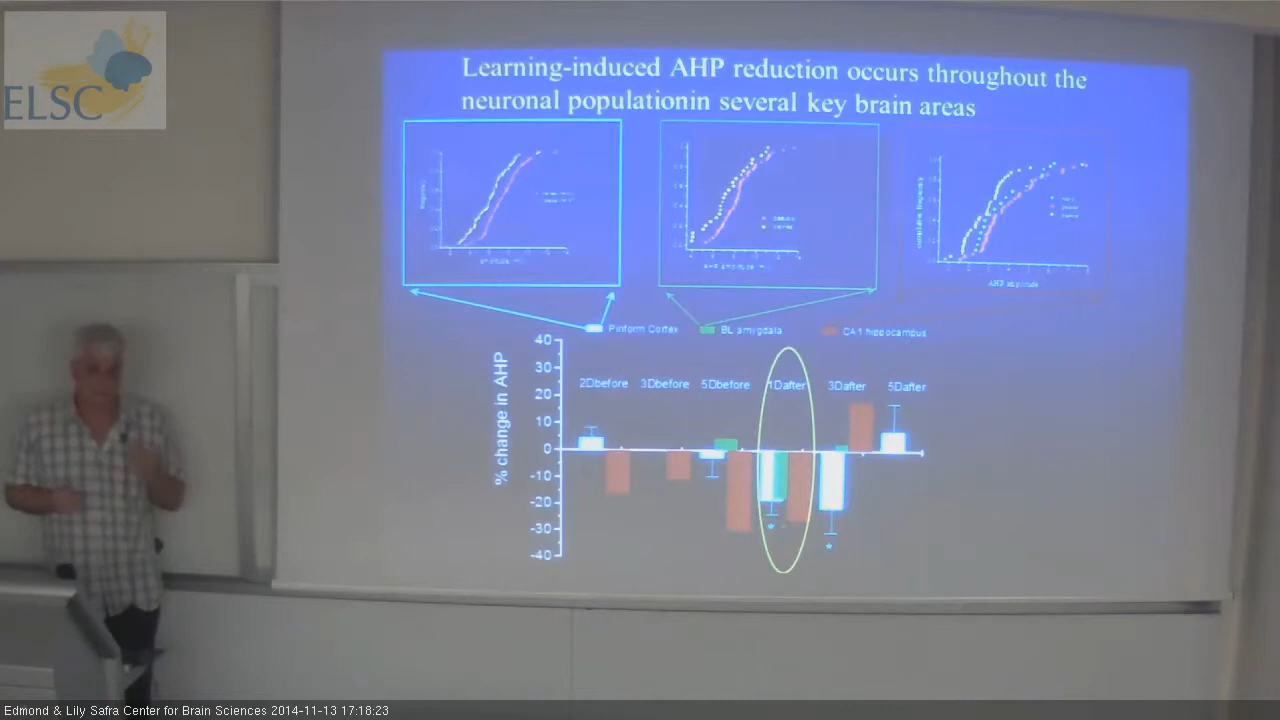 ELSC
Learning-induced AHP reduction occurs throughout the
neuronal populationin several key brain areas
AHP amplitude
Piriform Cortex
BL amygdala
CA1 hippocampus
% change in AHP
40
30
20
10
0
-10
-20
-30
-40
2Dbefore 3Dbefore 5Dbefore 1Dafter 3Dafter 5Dafter
*
*
Edmond & Lily Safra Center for Brain Sciences 2014-11-13 17:18:23